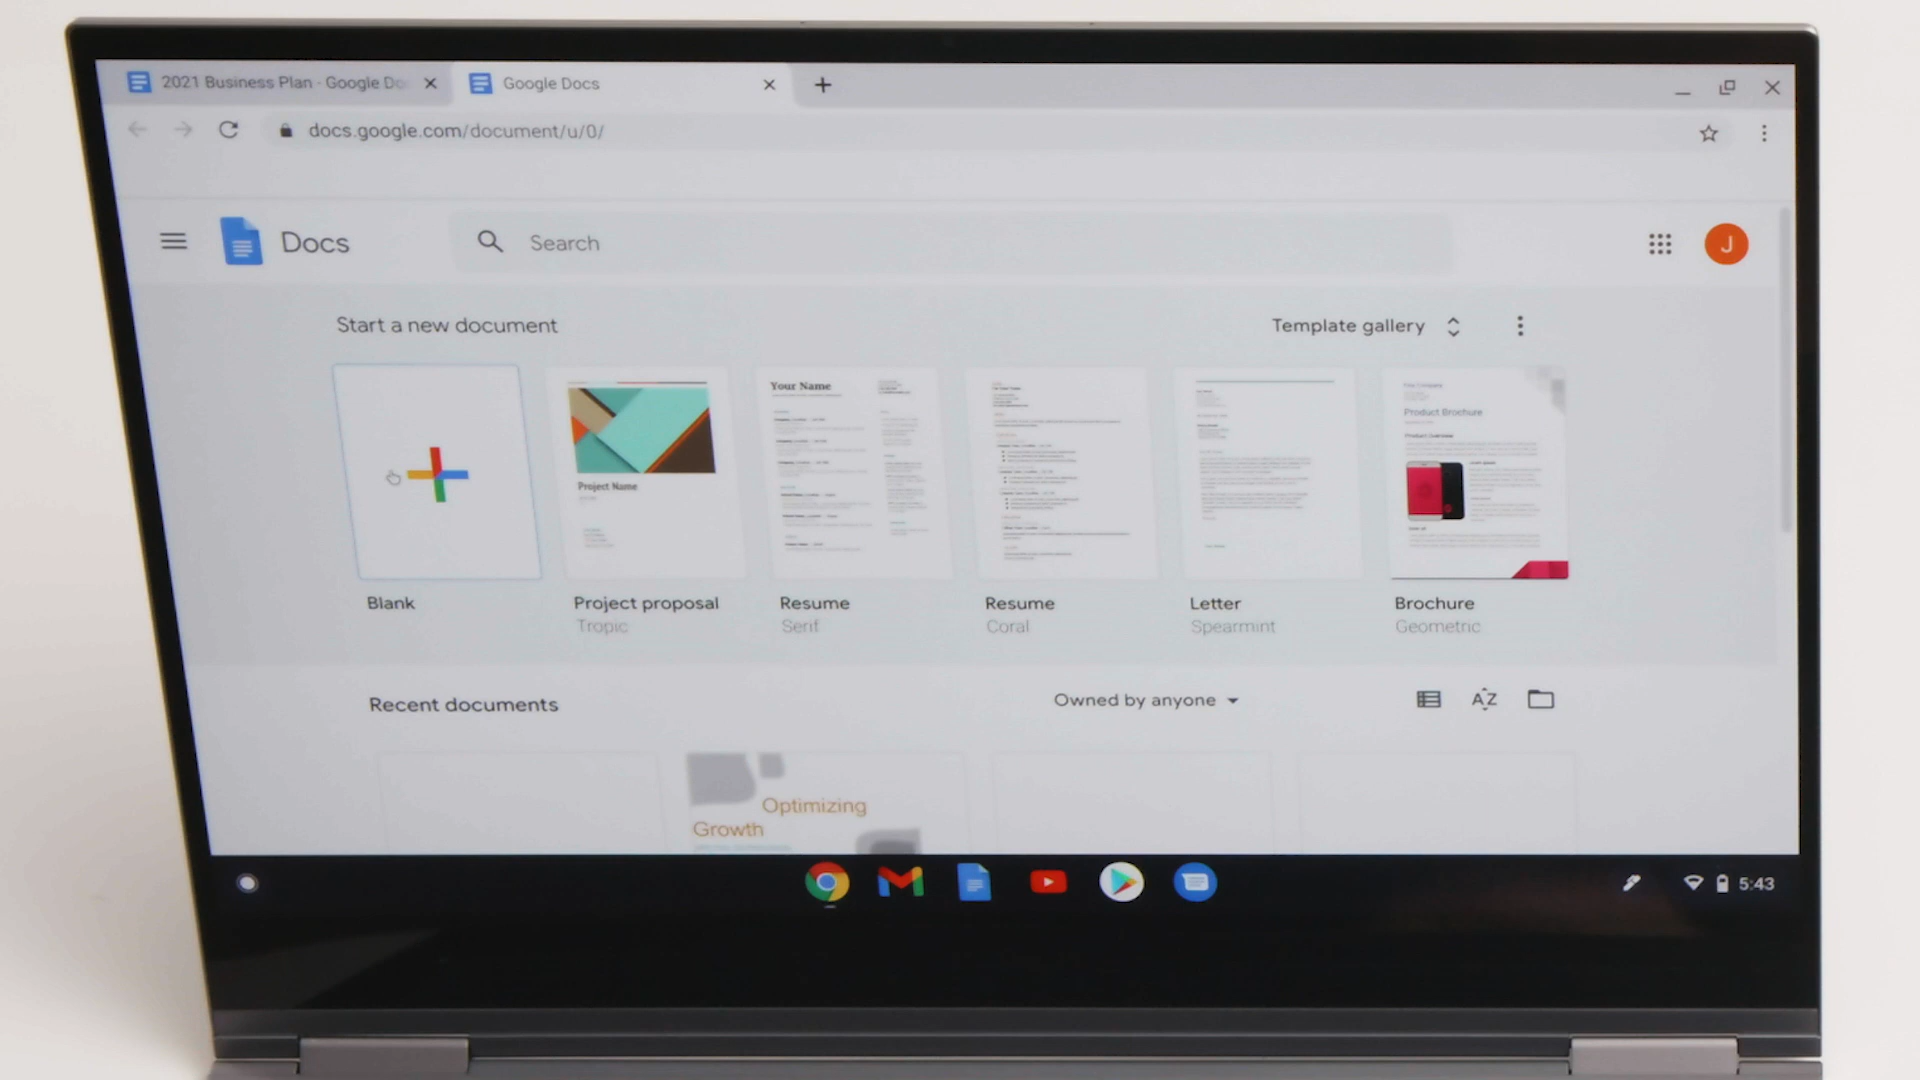 2021 Business Plan - Google Do
Google Docs
docs.google.com/document/u/0/
Docs
Search
J
Start a new document
Template gallery
Project Name
Your Name
Product Brochure
Product Overview
Blank
Project proposal
Tropic
Resume
Serif
Resume
Coral
Letter
Spearmint
Brochure
Geometric
Recent documents
Owned by anyone
AZ
Optimizing
Growth
5:43